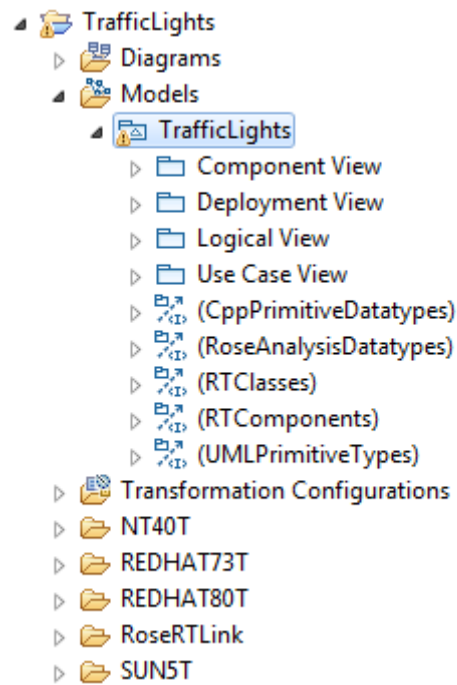 TrafficLights
Diagrams
Models
TrafficLights
Component View
Deployment View
Logical View
Use Case View
(CppPrimitiveDatatypes)
(RoseAnalysisDatatypes)
(RTClasses)
(RTComponents)
(UMLPrimitiveTypes)
Transformation Configurations
NT40T
REDHAT73T
REDHAT80T
RoseRTLink
SUN5T